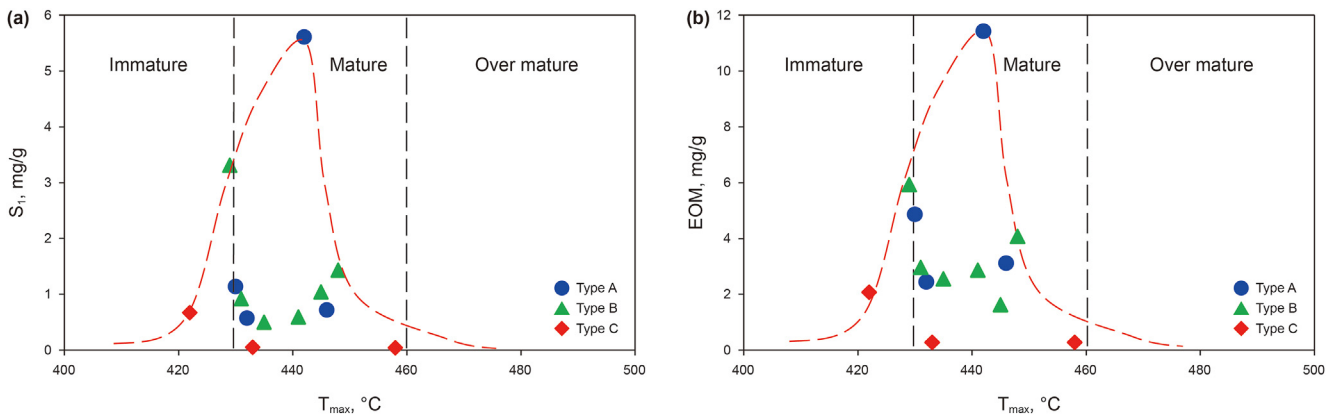 (a)
6
5
4
3
2
1
0
S1, mg/g
Immature
Mature
Over mature
Type A
Type B
Type C
400
420
440
460
480
500
Tmax, °C
(b)
12
10
8
6
4
2
0
EOM, mg/g
Immature
Mature
Over mature
Type A
Type B
Type C
400
420
440
460
480
500
Tmax, °C